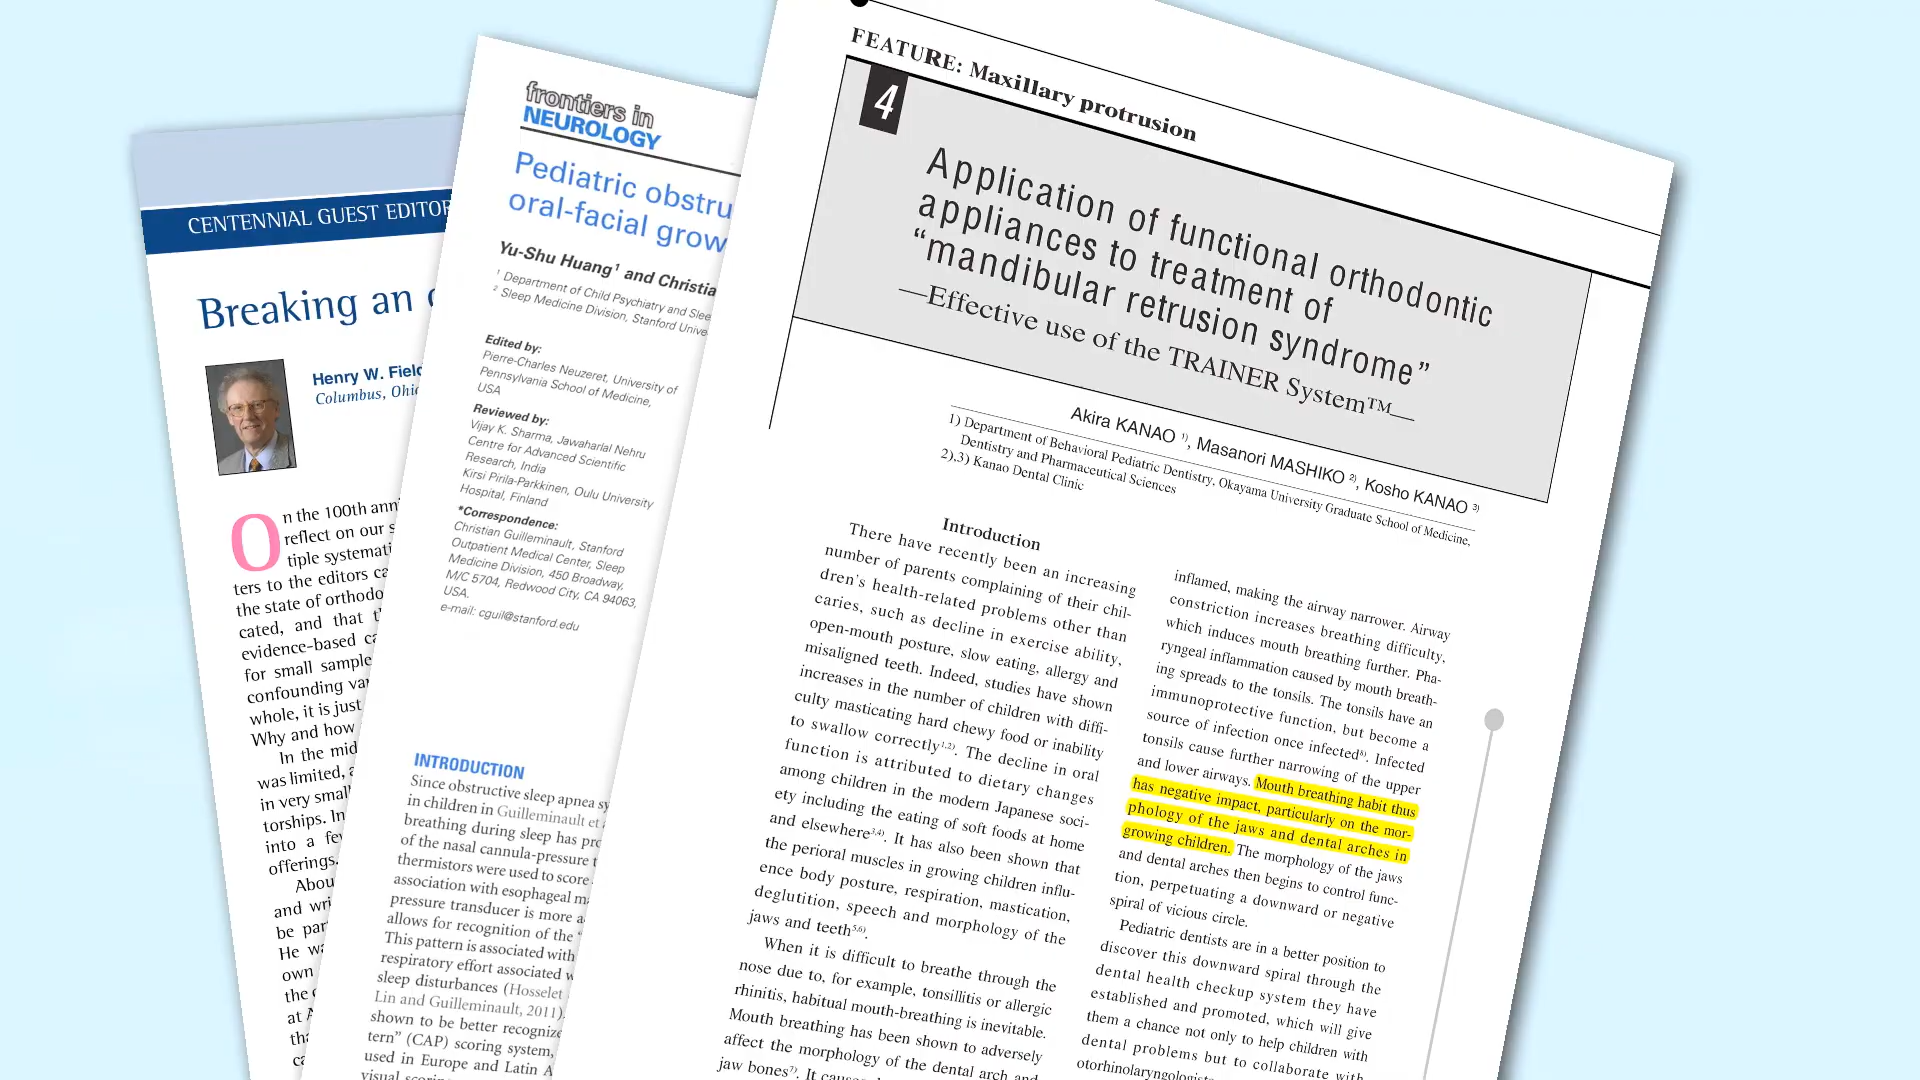 CENTENNIAL GUEST EDITOR
Breaking an
Henry W. Field
Columbus, Ohio
On the 100th anni
reflect on our s
tiple systemati
ters to the editors ca
the state of orthodo
cated, and that th
evidence-based ca
for small sample
confounding va
whole, it is just
Why and how
In the mid
was limited, a
in very smal
torships. In
into a fe
offerings.
Abou
and wri
be par
He wa
own
the
at A
tha
ca
frontiers in
NEUROLOGY
Pediatric obstru
oral-facial grow
Yu-Shu Huang¹ and Christia
¹ Department of Child Psychiatry and Slee
² Sleep Medicine Division, Stanford Unive
Edited by:
Pierre-Charles Neuzeret, University of
Pennsylvania School of Medicine,
USA
Reviewed by:
Vijay K. Sharma, Jawaharlal Nehru
Centre for Advanced Scientific
Research, India
Kirsi Pirila-Parkkinen, Oulu University
Hospital, Finland
*Correspondence:
Christian Guilleminault, Stanford
Outpatient Medical Center, Sleep
Medicine Division, 450 Broadway,
M/C 5704, Redwood City, CA 94063,
USA.
e-mail: cguil@stanford.edu
INTRODUCTION
Since obstructive sleep apnea sy
in children in Guilleminault et
breathing during sleep has pro
of the nasal cannula-pressure t
thermistors were used to score
association with esophageal ma
pressure transducer is more a
allows for recognition of the “
This pattern is associated with
respiratory effort associated w
sleep disturbances (Hosselet
Lin and Guilleminault, 2011).
shown to be better recognize
tern” (CAP) scoring system,
used in Europe and Latin A
visual scori
FEATURE: Maxillary protrusion
4
Application of functional orthodontic
appliances to treatment of
“mandibular retrusion syndrome”
—Effective use of the TRAINER System™—
Akira KANAO 1), Masanori MASHIKO 2), Kosho KANAO 3)
1) Department of Behavioral Pediatric Dentistry, Okayama University Graduate School of Medicine,
Dentistry and Pharmaceutical Sciences
2),3) Kanao Dental Clinic
Introduction
There have recently been an increasing
number of parents complaining of their chil-
dren’s health-related problems other than
caries, such as decline in exercise ability,
open-mouth posture, slow eating, allergy and
misaligned teeth. Indeed, studies have shown
increases in the number of children with diffi-
culty masticating hard chewy food or inability
to swallow correctly1,2). The decline in oral
function is attributed to dietary changes
among children in the modern Japanese soci-
ety including the eating of soft foods at home
and elsewhere3,4). It has also been shown that
the perioral muscles in growing children influ-
ence body posture, respiration, mastication,
deglutition, speech and morphology of the
jaws and teeth5,6).
When it is difficult to breathe through the
nose due to, for example, tonsillitis or allergic
rhinitis, habitual mouth-breathing is inevitable.
Mouth breathing has been shown to adversely
affect the morphology of the dental arch and
jaw bones7). It causes
inflamed, making the airway narrower. Airway
constriction increases breathing difficulty,
which induces mouth breathing further. Pha-
ryngeal inflammation caused by mouth breath-
ing spreads to the tonsils. The tonsils have an
immunoprotective function, but become a
source of infection once infected8). Infected
tonsils cause further narrowing of the upper
and lower airways. Mouth breathing habit thus
has negative impact, particularly on the mor-
phology of the jaws and dental arches in
growing children. The morphology of the jaws
and dental arches then begins to control func-
tion, perpetuating a downward or negative
spiral of vicious circle.
Pediatric dentists are in a better position to
discover this downward spiral through the
dental health checkup system they have
established and promoted, which will give
them a chance not only to help children with
dental problems but to collaborate with
otorhinolaryngologists